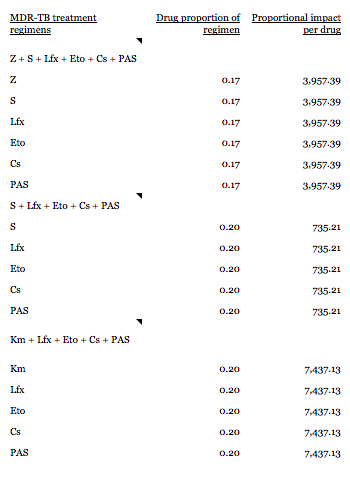 MDR-TB treatment Drug proportion of Proportional impact
regimens regimen per drug
Z + S + Lfx + Eto + Cs + PAS
Z 0.17 3,957.39
S 0.17 3,957.39
Lfx 0.17 3,957.39
Eto 0.17 3,957.39
Cs 0.17 3,957.39
PAS 0.17 3,957.39
S + Lfx + Eto + Cs + PAS
S 0.20 735.21
Lfx 0.20 735.21
Eto 0.20 735.21
Cs 0.20 735.21
PAS 0.20 735.21
Km + Lfx + Eto + Cs + PAS
Km 0.20 7,437.13
Lfx 0.20 7,437.13
Eto 0.20 7,437.13
Cs 0.20 7,437.13
PAS 0.20 7,437.13